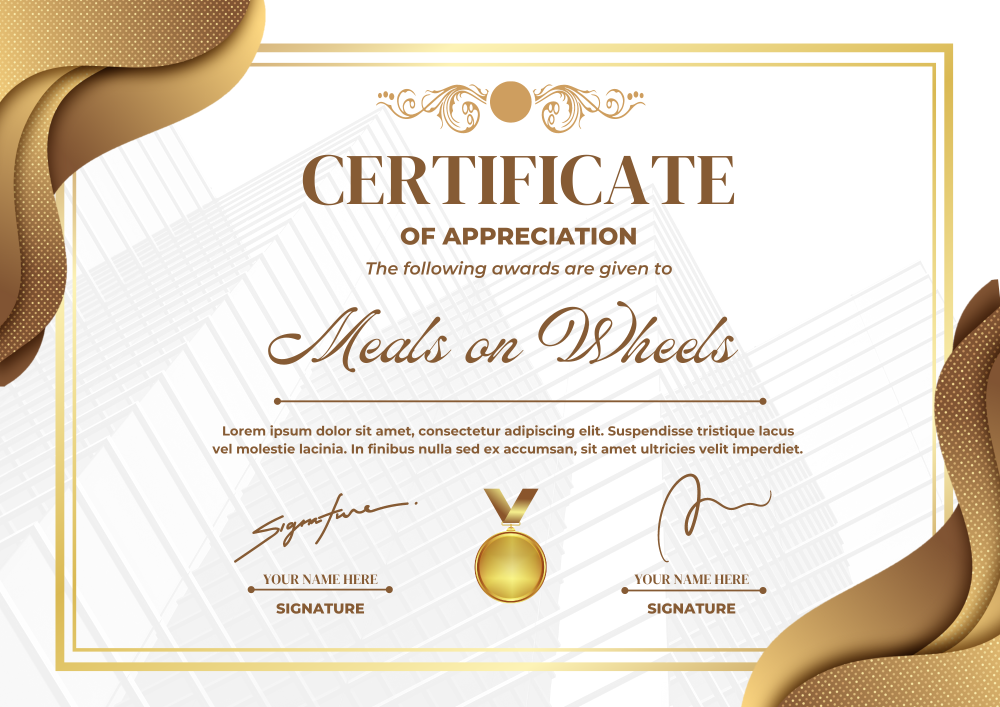 CERTIFICATE
OF APPRECIATION
The following awards are given to
Meals on Wheels
Lorem ipsum dolor sit amet, consectetur adipiscing elit. Suspendisse tristique lacus
vel molestie lacinia. In finibus nulla sed ex accumsan, sit amet ultricies velit imperdiet.
Signature
YOUR NAME HERE
SIGNATURE
YOUR NAME HERE
SIGNATURE